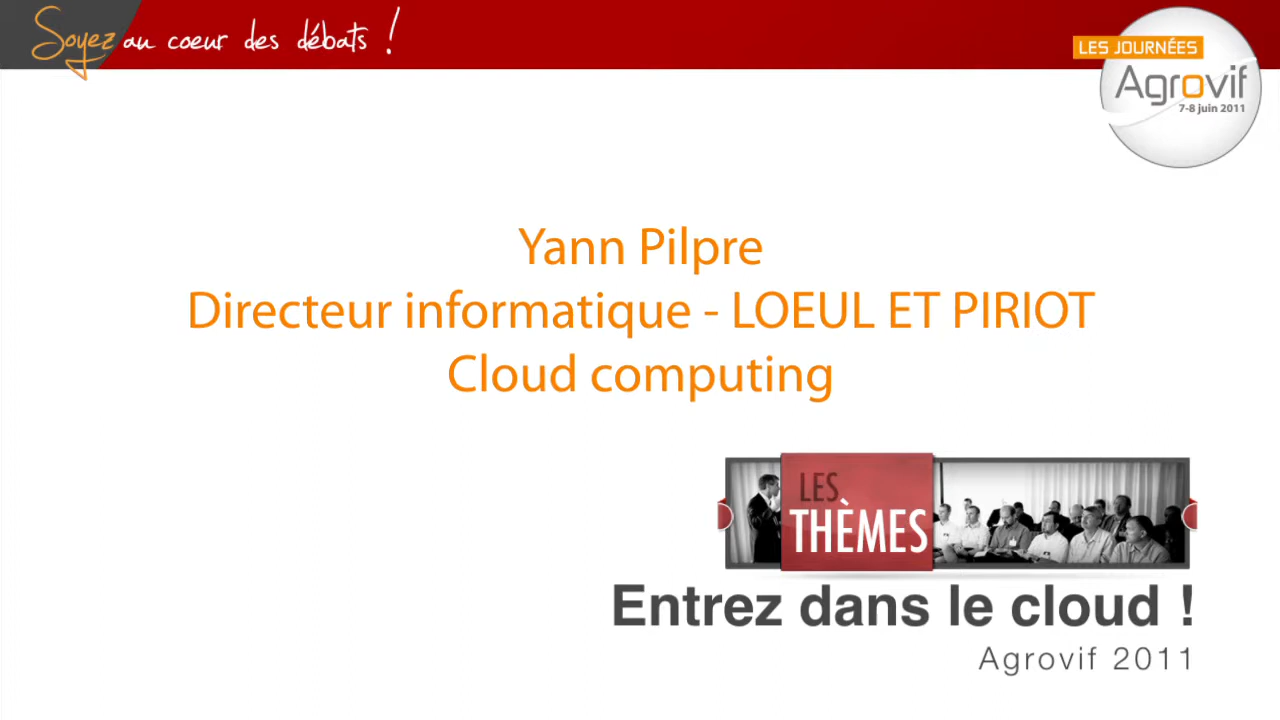 Soyez au coeur des débats !
LES JOURNÉES
Agrovif
7-8 juin 2011
Yann Pilpre
Directeur informatique - LOEUL ET PIRIOT
Cloud computing
LES
THÈMES
Entrez dans le cloud !
Agrovif 2011